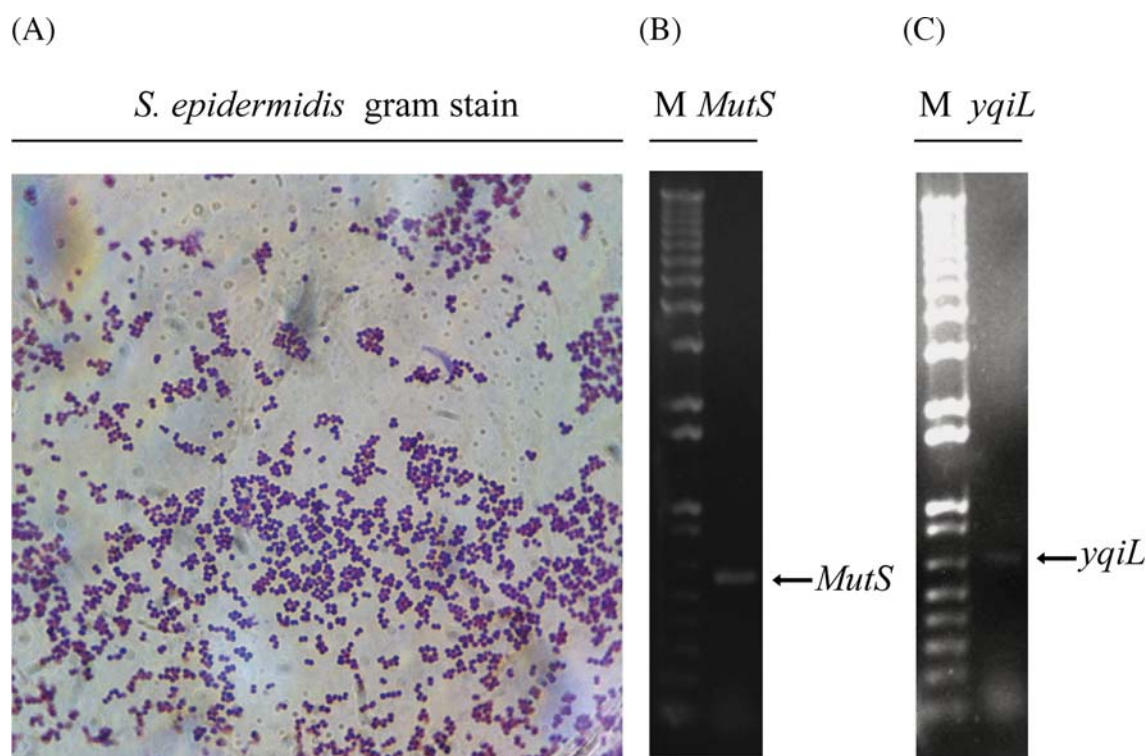 (A)
S. epidermidis gram stain
(B)
M MutS
MutS
(C)
M yqiL
yqiL